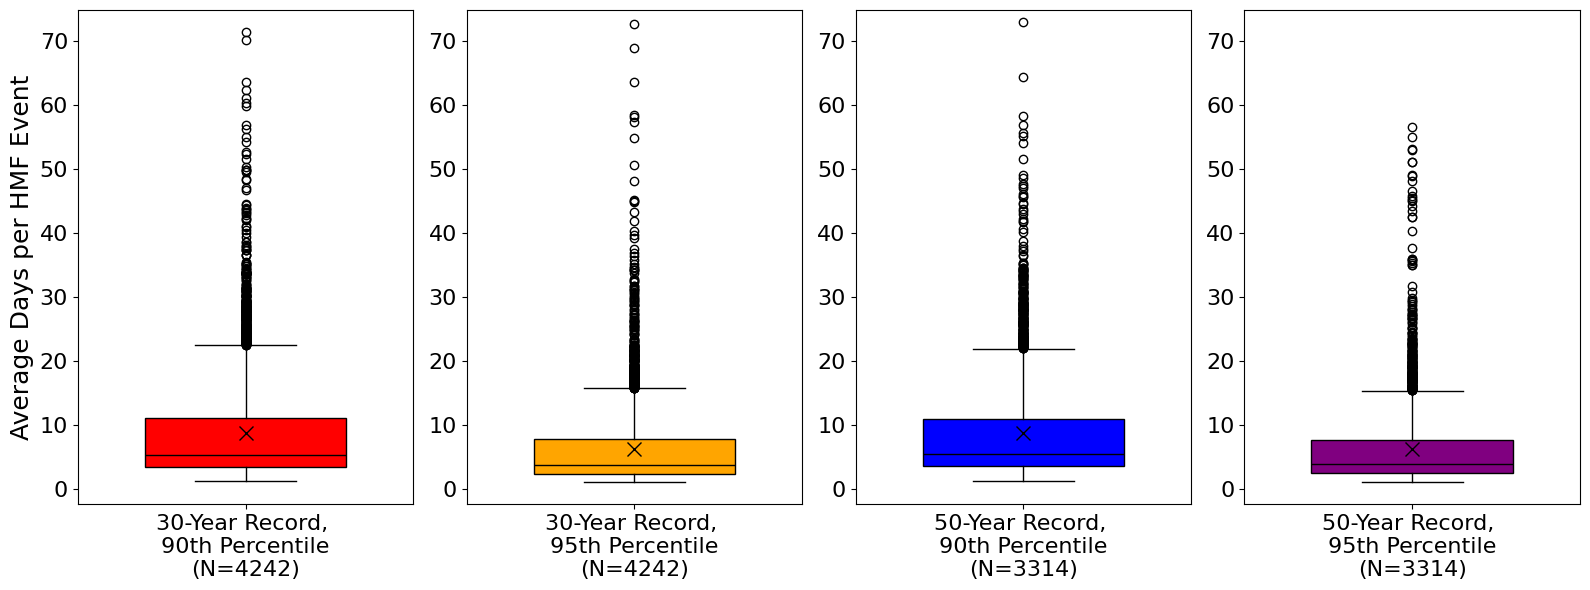 Average Days per HMF Event
70
60
50
40
30
20
10
0
30-Year Record,
90th Percentile
(N=4242)
70
60
50
40
30
20
10
0
30-Year Record,
95th Percentile
(N=4242)
70
60
50
40
30
20
10
0
50-Year Record,
90th Percentile
(N=3314)
70
60
50
40
30
20
10
0
50-Year Record,
95th Percentile
(N=3314)